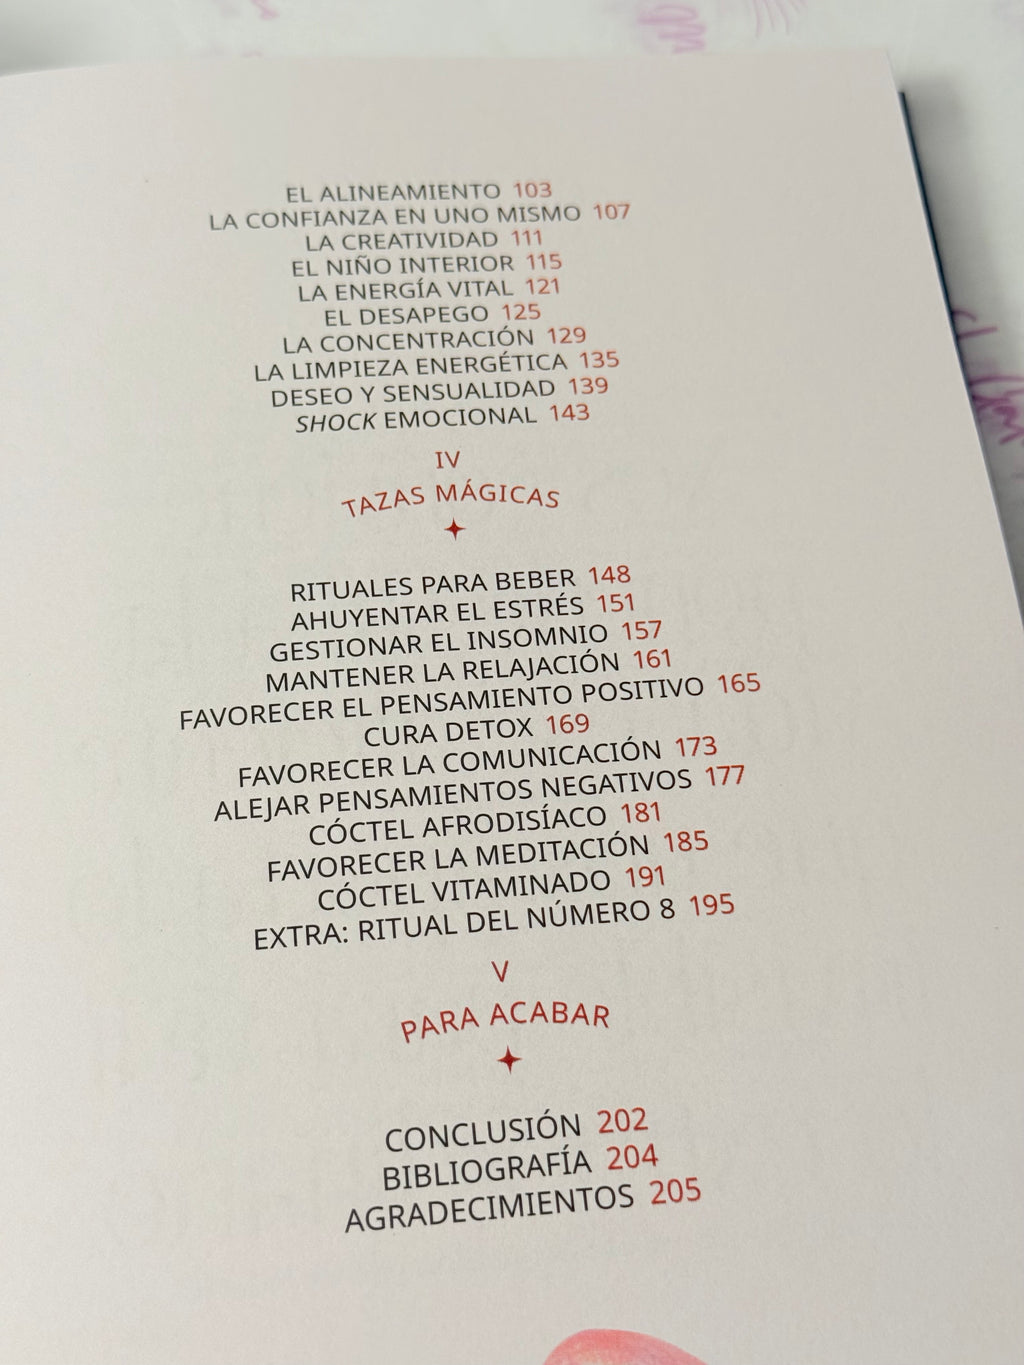 EL ALINEAMIENTO 103
LA CONFIANZA EN UNO MISMO 107
LA CREATIVIDAD 111
EL NIÑO INTERIOR 115
LA ENERGÍA VITAL 121
EL DESAPEGO 125
LA CONCENTRACIÓN 129
LA LIMPIEZA ENERGÉTICA 135
DESEO Y SENSUALIDAD 139
SHOCK EMOCIONAL 143
IV
TAZAS MÁGICAS
RITUALES PARA BEBER 148
AHUYENTAR EL ESTRÉS 151
GESTIONAR EL INSOMNIO 157
MANTENER LA RELAJACIÓN 161
FAVORECER EL PENSAMIENTO POSITIVO 165
CURA DETOX 169
FAVORECER LA COMUNICACIÓN 173
ALEJAR PENSAMIENTOS NEGATIVOS 177
CÓCTEL AFRODISÍACO 181
FAVORECER LA MEDITACIÓN 185
CÓCTEL VITAMINADO 191
EXTRA: RITUAL DEL NÚMERO 8 195
V
PARA ACABAR
CONCLUSIÓN 202
BIBLIOGRAFÍA 204
AGRADECIMIENTOS 205